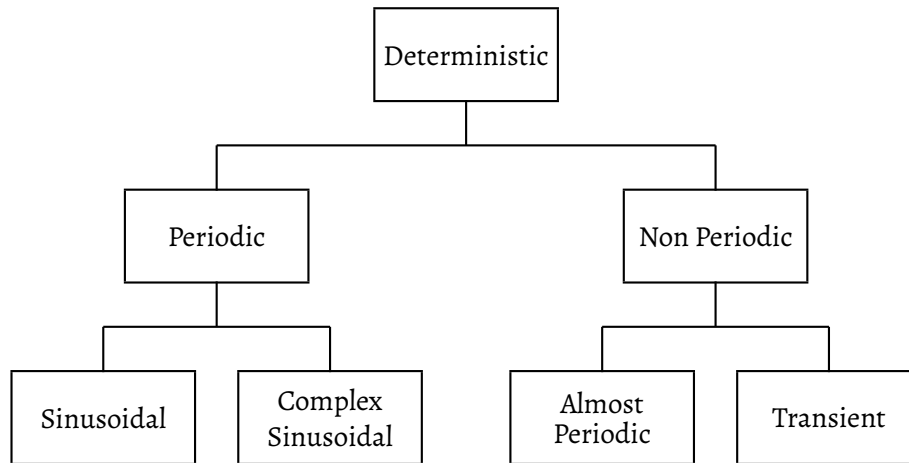 Deterministic
Periodic
Non Periodic
Sinusoidal
Complex
Sinusoidal
Almost
Periodic
Transient